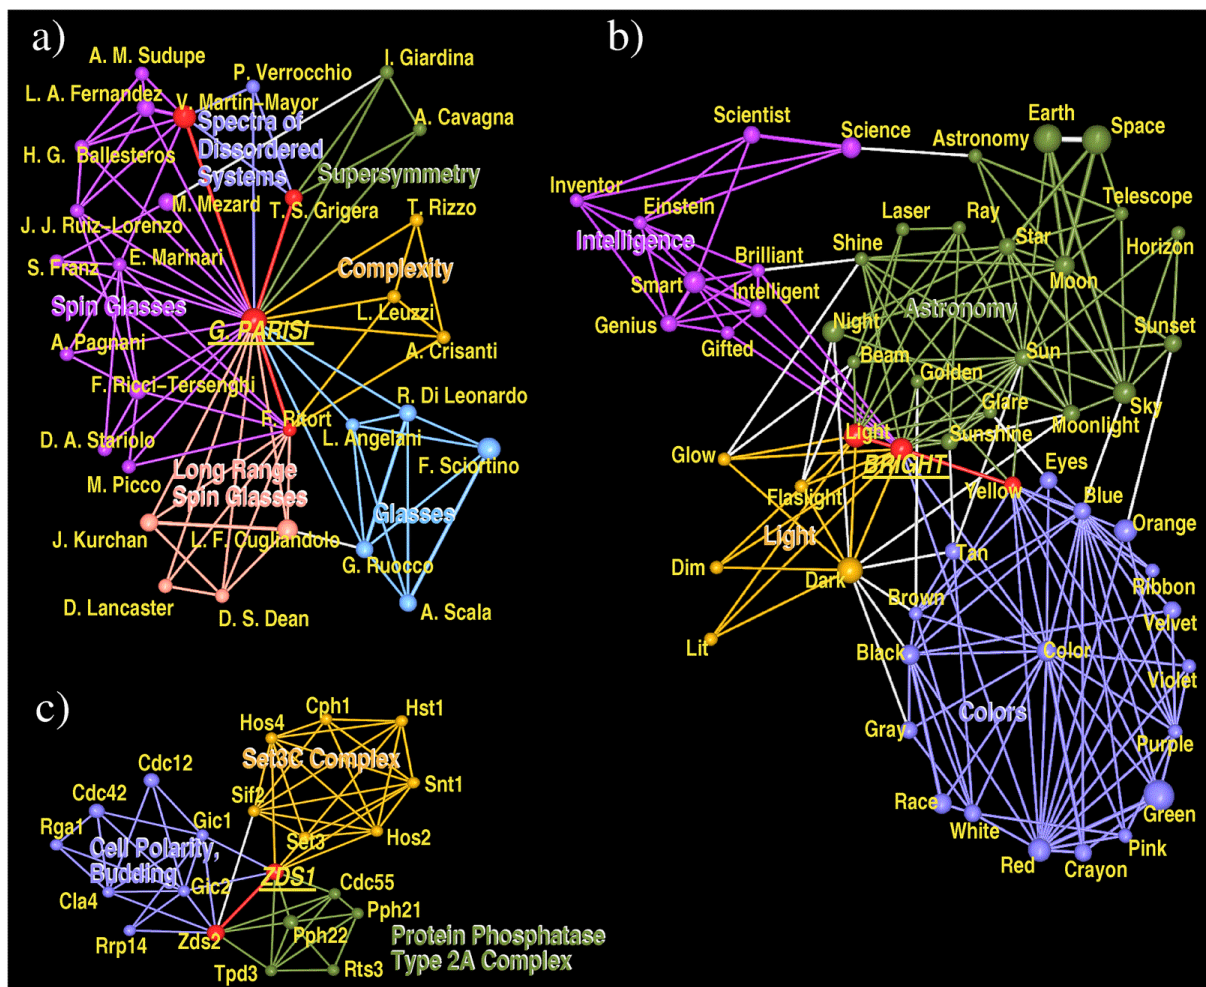 a)
A. M. Sudupe
P. Verrocchio
I. Giardina
L. A. Fernandez
V. Martin-Mayor
Spectra of
Dissordered
Systems
A. Cavagna
H. G. Ballesteros
Supersymmetry
M. Mezard
T. S. Grigera
T. Rizzo
J. J. Ruiz-Lorenzo
E. Marinari
S. Franz
Complexity
Spin Glasses
L. Leuzzi
G. PARISI
A. Pagnani
A. Crisanti
F. Ricci-Tersenghi
R. Di Leonardo
F. Ritort
L. Angelani
D. A. Stariolo
F. Sciortino
M. Picco
Long Range
Spin Glasses
Glasses
J. Kurchan
L. F. Cugliandolo
G. Ruocco
D. Lancaster
D. S. Dean
A. Scala
b)
Earth
Space
Scientist
Science
Astronomy
Inventor
Einstein
Laser
Ray
Telescope
Intelligence
Shine
Star
Horizon
Brilliant
Moon
Smart
Intelligent
Astronomy
Genius
Gifted
Night
Sunset
Beam
Sun
Golden
Sky
Glare
Light
Sunshine
Moonlight
Glow
BRIGHT
Eyes
Flaslight
Yellow
Blue
Orange
Light
Dim
Dark
Tan
Ribbon
Brown
Velvet
Lit
Black
Color
Violet
Colors
Gray
Purple
Race
White
Green
Red
Crayon
Pink
c)
Hos4
Cph1
Hst1
Set3C Complex
Cdc12
Snt1
Cdc42
Sif2
Rga1
Gic1
Set3
Hos2
Cell Polarity,
Budding
ZDS1
Cla4
Gic2
Cdc55
Pph21
Rrp14
Zds2
Pph22
Protein Phosphatase
Type 2A Complex
Tpd3
Rts3